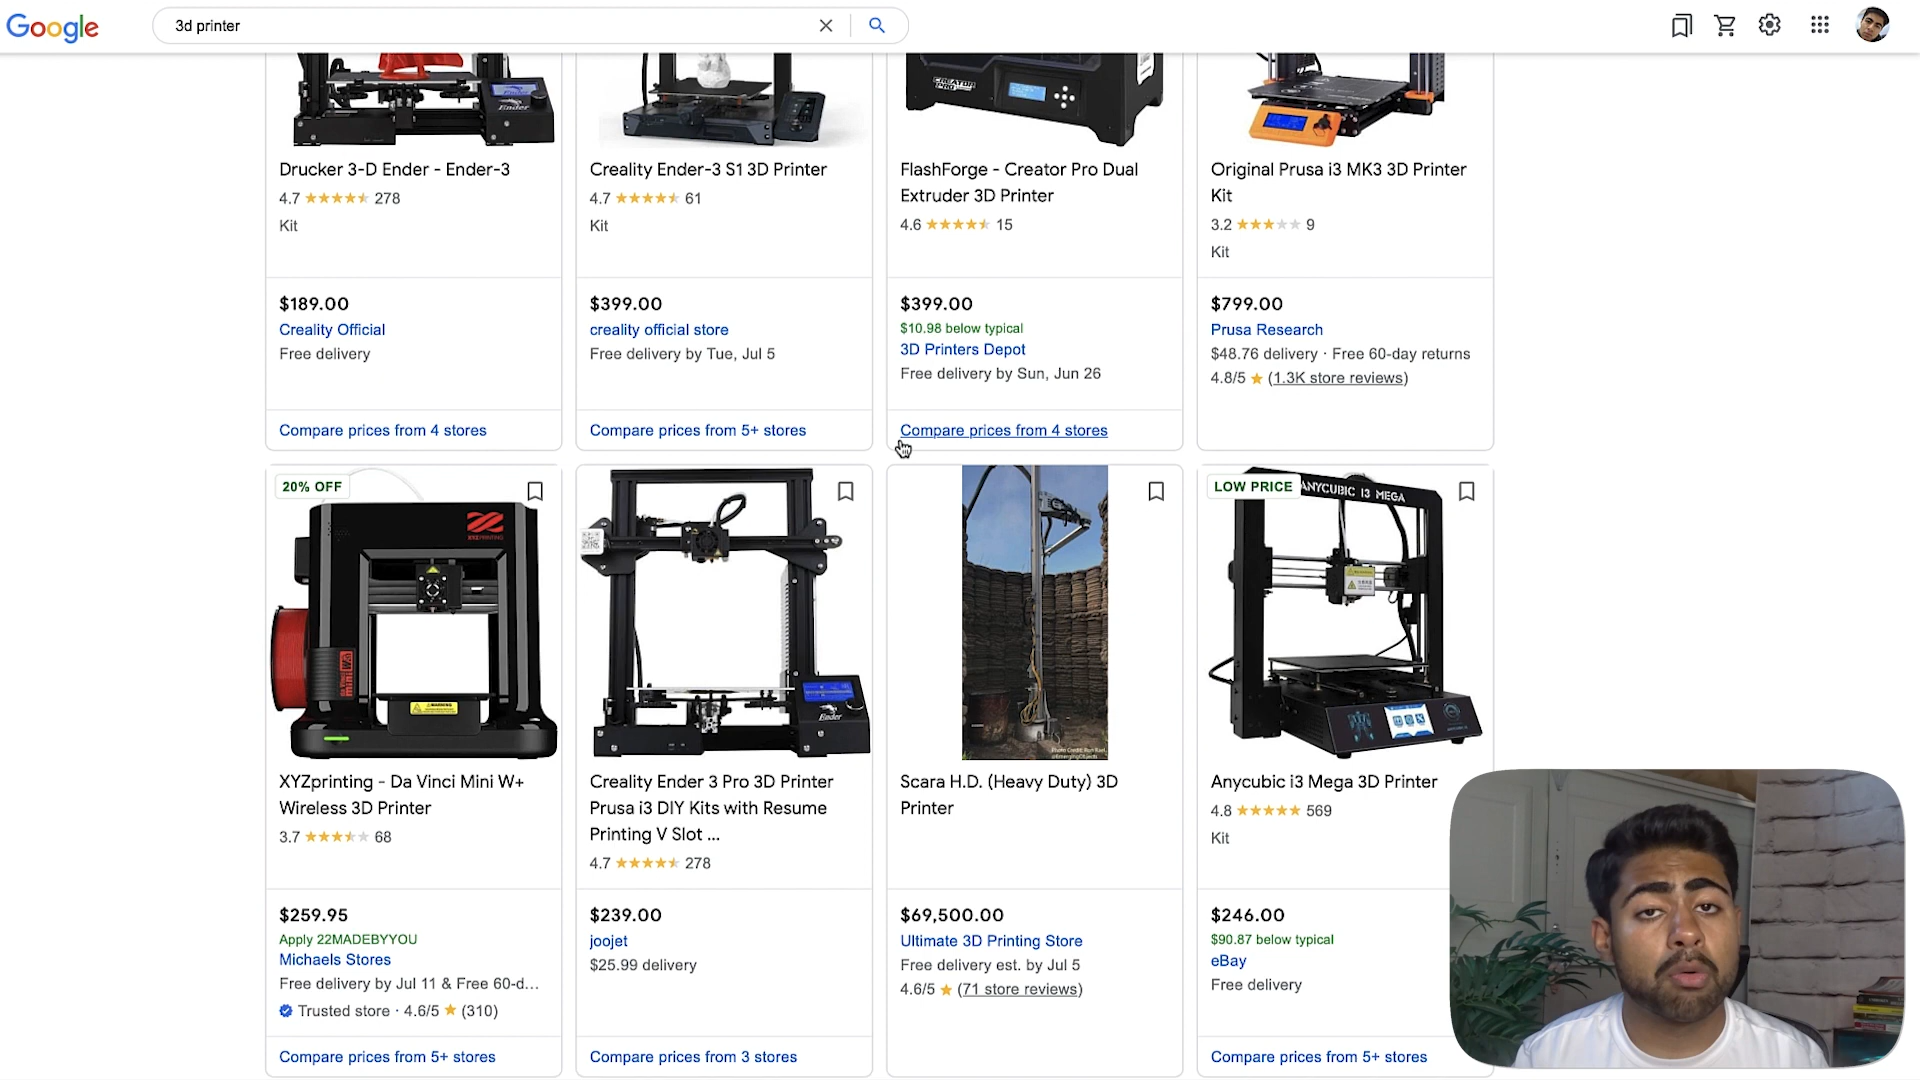 Google
3d printer
Ender
CREATOR
PRO
Drucker 3-D Ender - Ender-3
4.7 278
Kit
$189.00
Creality Official
Free delivery
Compare prices from 4 stores
Creality Ender-3 S1 3D Printer
4.7 61
Kit
$399.00
creality official store
Free delivery by Tue, Jul 5
Compare prices from 5+ stores
FlashForge - Creator Pro Dual
Extruder 3D Printer
4.6 15
$399.00
$10.98 below typical
3D Printers Depot
Free delivery by Sun, Jun 26
Compare prices from 4 stores
Original Prusa i3 MK3 3D Printer
Kit
3.2 9
Kit
$799.00
Prusa Research
$48.76 delivery · Free 60-day returns
4.8/5 (1.3K store reviews)
20% OFF
XYZPRINTING
WARNING
XYZprinting - Da Vinci Mini W+
Wireless 3D Printer
3.7 68
$259.95
Apply 22MADEBYYOU
Michaels Stores
Free delivery by Jul 11 & Free 60-d...
Trusted store · 4.6/5 (310)
Compare prices from 5+ stores
Ender
Creality Ender 3 Pro 3D Printer
Prusa i3 DIY Kits with Resume
Printing V Slot ...
4.7 278
$239.00
joojet
$25.99 delivery
Compare prices from 3 stores
Scara H.D. (Heavy Duty) 3D
Printer
$69,500.00
Ultimate 3D Printing Store
Free delivery est. by Jul 5
4.6/5 (71 store reviews)
LOW PRICE
ANYCUBIC I3 MEGA
Anycubic i3 Mega 3D Printer
4.8 569
Kit
$246.00
$90.87 below typical
eBay
Free delivery
Compare prices from 5+ stores